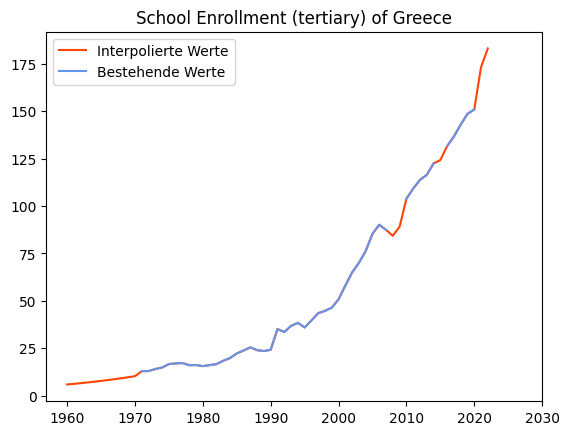 School Enrollment (tertiary) of Greece
Interpolierte Werte
Bestehende Werte
175
150
125
100
75
50
25
0
1960 1970 1980 1990 2000 2010 2020 2030